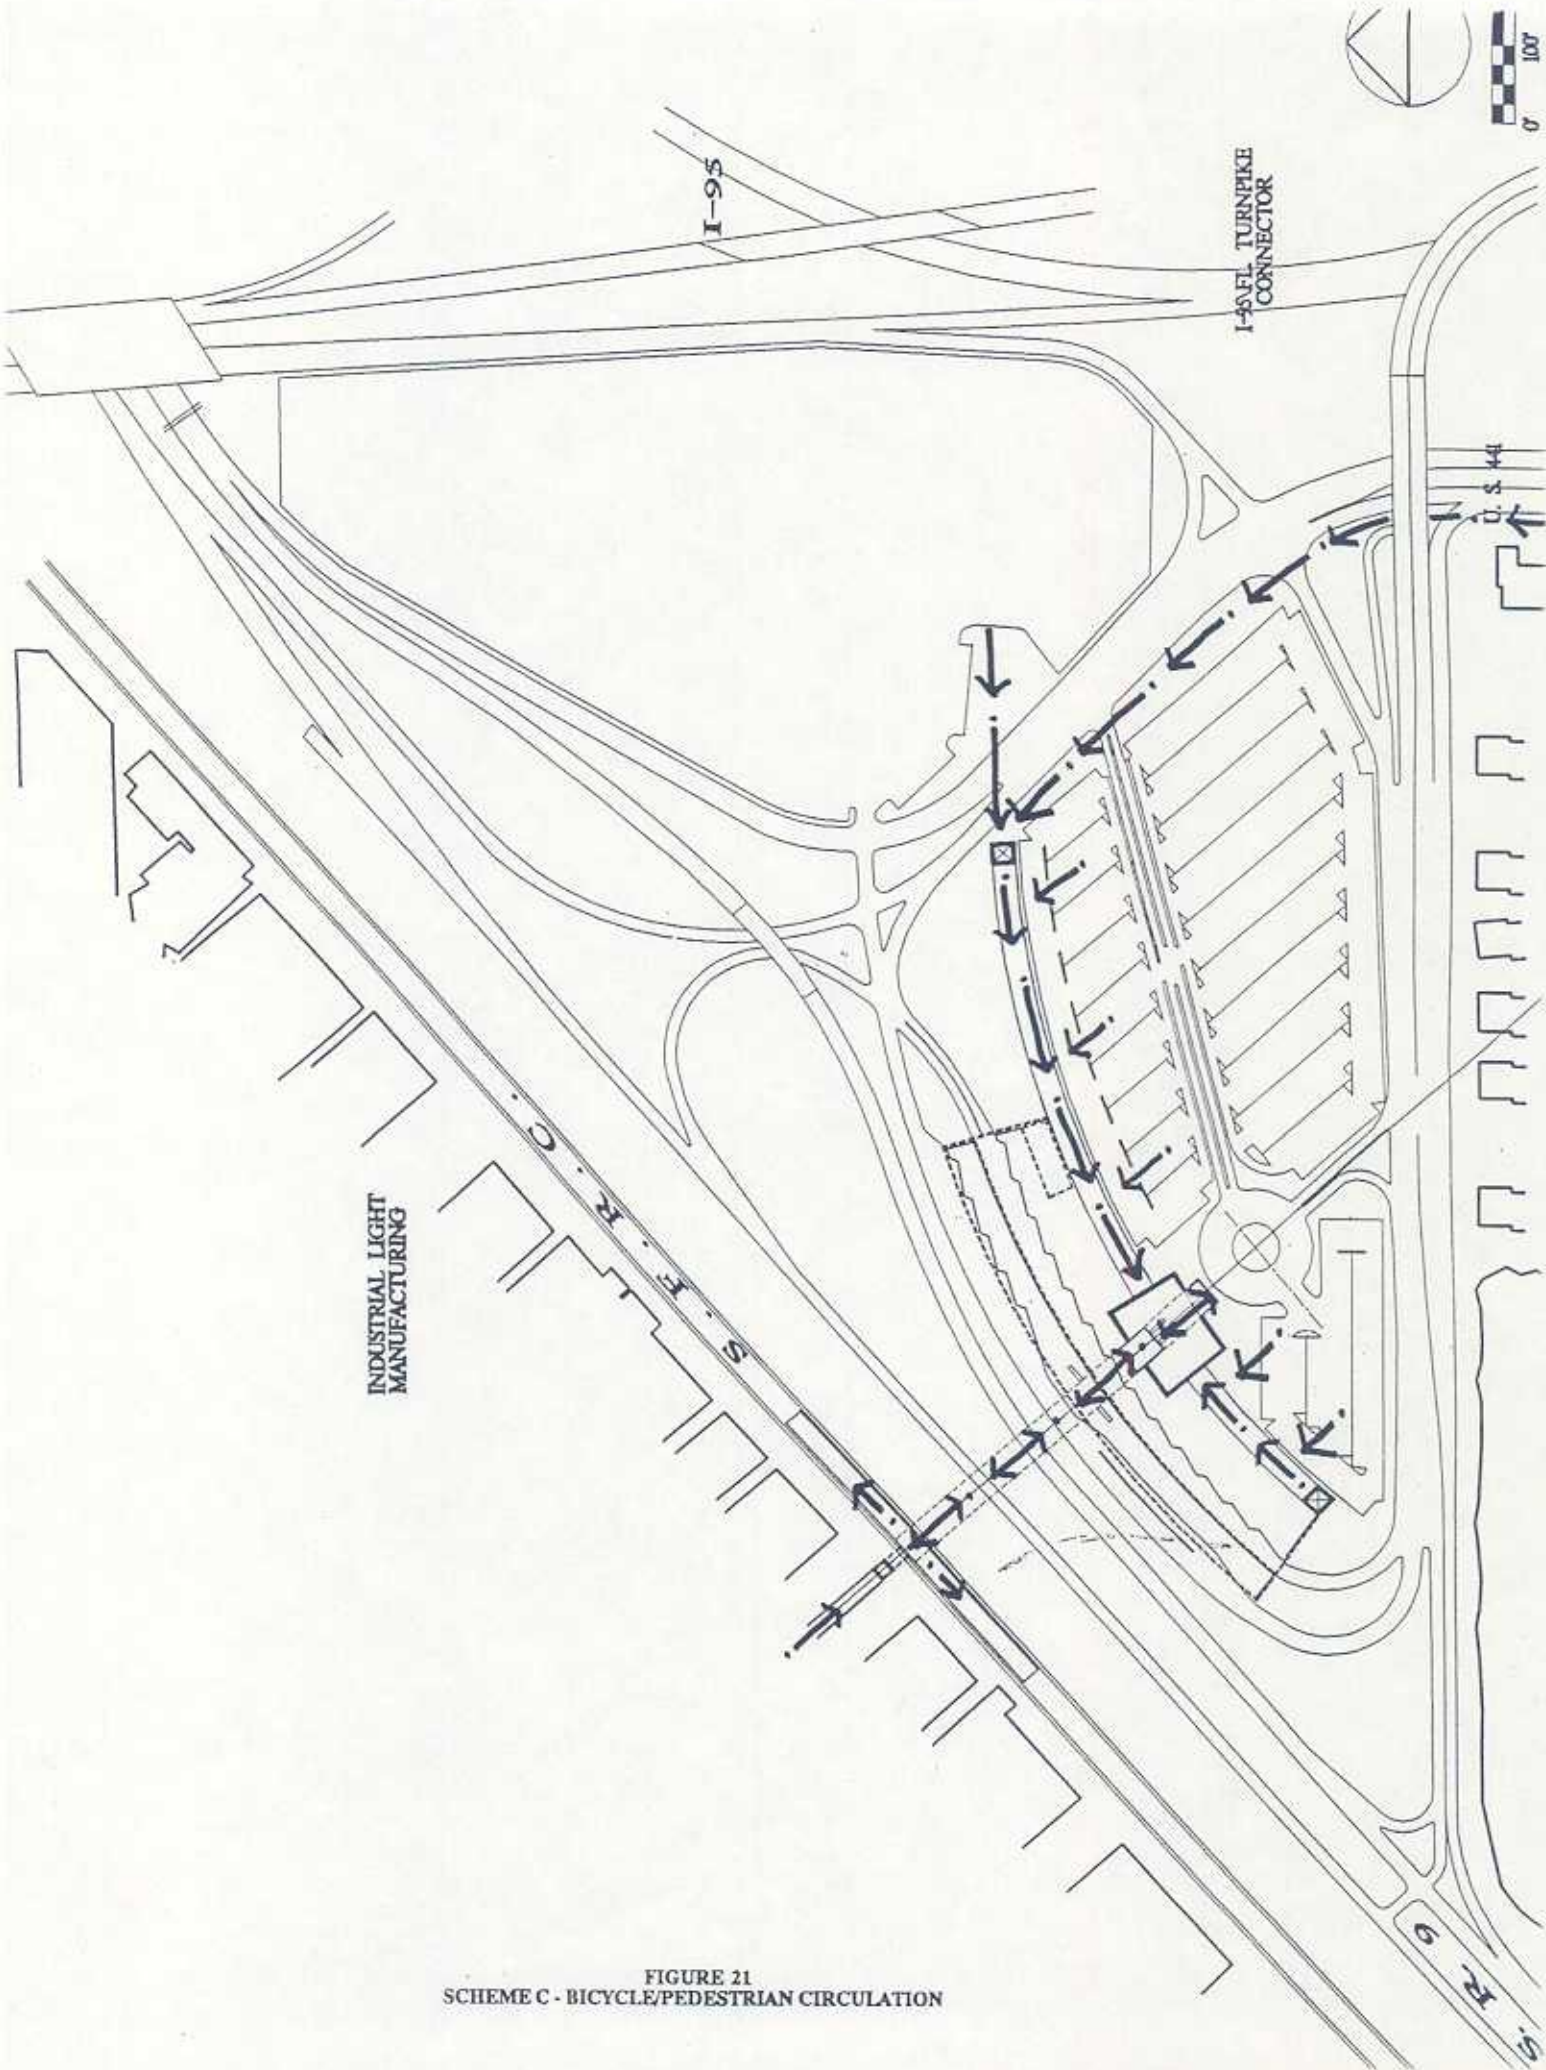 I-95
I-95/FL. TURNPIKE
CONNECTOR
0' 100'
U. S. 441
S . F . R . C .
INDUSTRIAL LIGHT
MANUFACTURING
S. R 9
FIGURE 21
SCHEME C - BICYCLE/PEDESTRIAN CIRCULATION